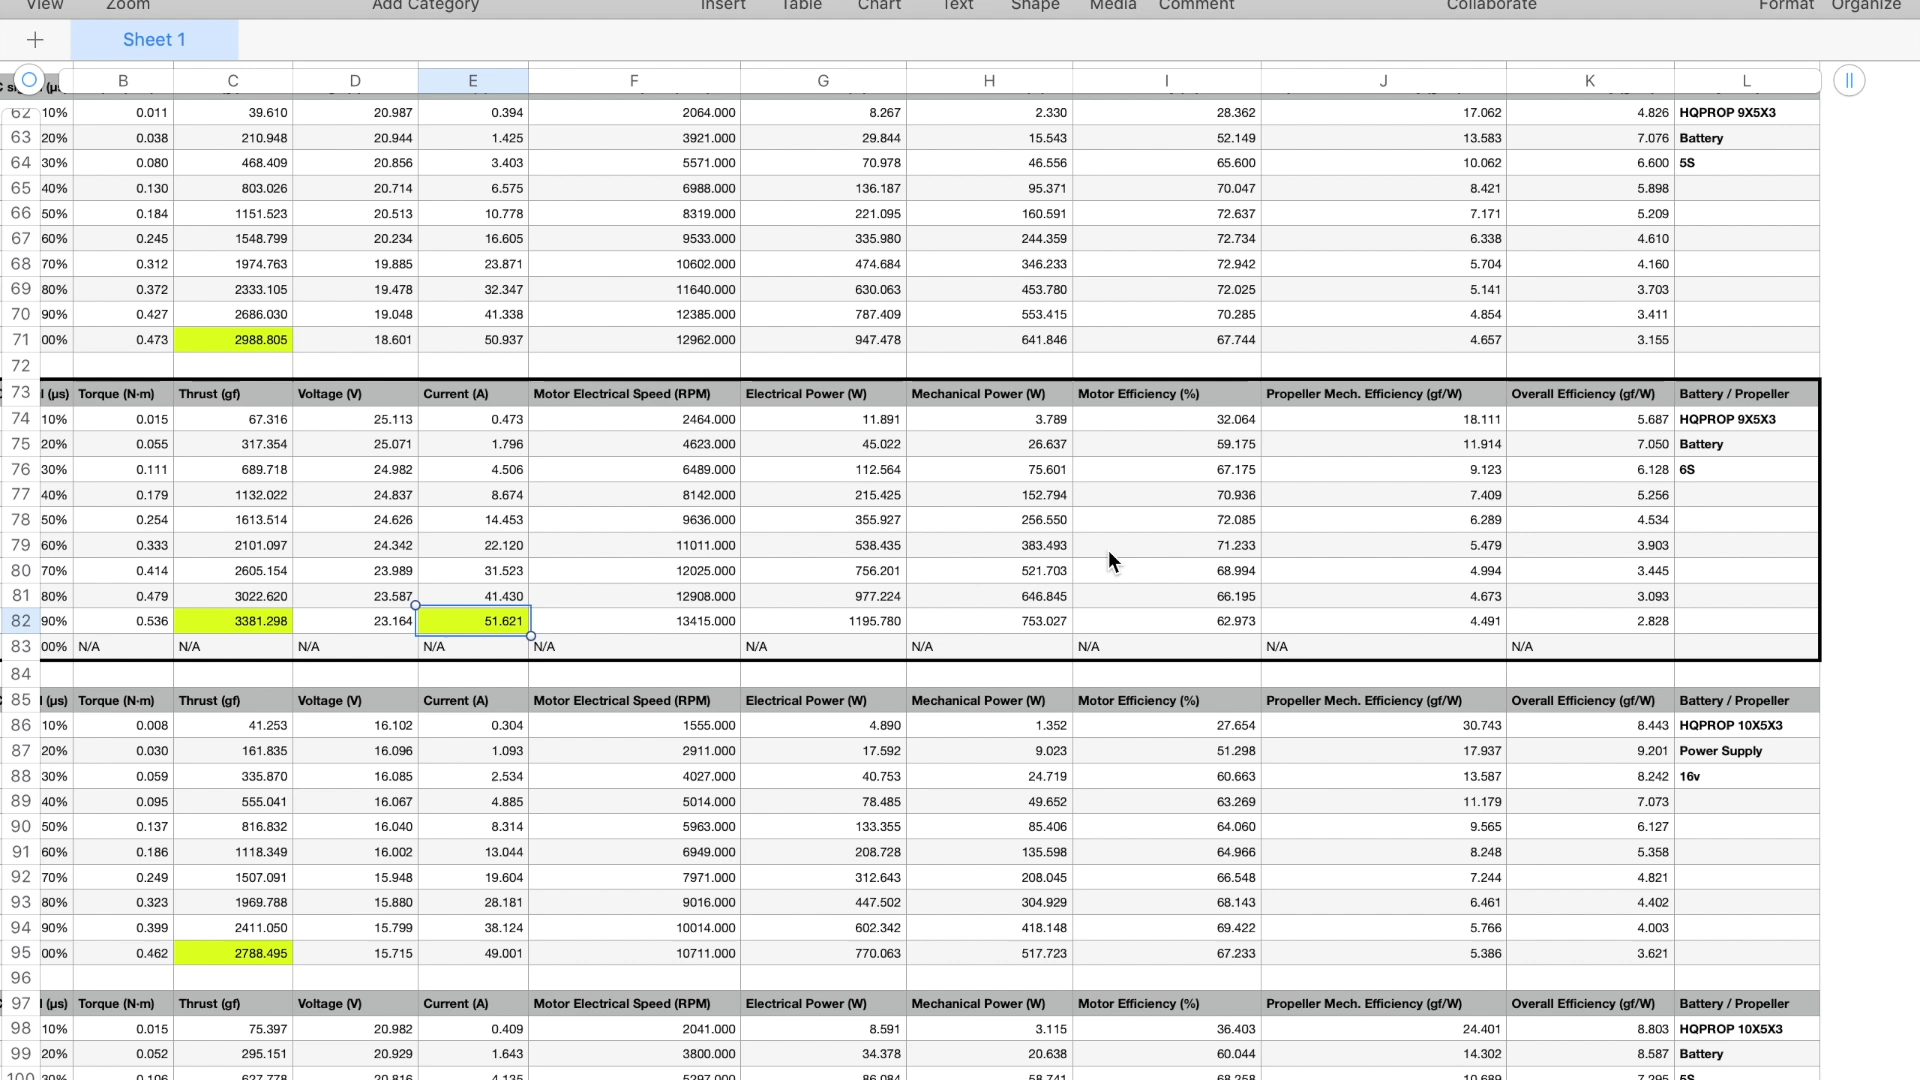 View Zoom Add Category Insert Table Chart Text Shape Media Comment Collaborate Format Organize
+ Sheet 1
B C D E F G H I J K L
62 10% 0.011 39.610 20.987 0.394 2064.000 8.267 2.330 28.362 17.062 4.826 HQPROP 9X5X3
63 20% 0.038 210.948 20.944 1.425 3921.000 29.844 15.543 52.149 13.583 7.076 Battery
64 30% 0.080 468.409 20.856 3.403 5571.000 70.978 46.556 65.600 10.062 6.600 5S
65 40% 0.130 803.026 20.714 6.575 6988.000 136.187 95.371 70.047 8.421 5.898
66 50% 0.184 1151.523 20.513 10.778 8319.000 221.095 160.591 72.637 7.171 5.209
67 60% 0.245 1548.799 20.234 16.605 9533.000 335.980 244.359 72.734 6.338 4.610
68 70% 0.312 1974.763 19.885 23.871 10602.000 474.684 346.233 72.942 5.704 4.160
69 80% 0.372 2333.105 19.478 32.347 11640.000 630.063 453.780 72.025 5.141 3.703
70 90% 0.427 2686.030 19.048 41.338 12385.000 787.409 553.415 70.285 4.854 3.411
71 00% 0.473 2988.805 18.601 50.937 12962.000 947.478 641.846 67.744 4.657 3.155
72
73 l (µs) Torque (N·m) Thrust (gf) Voltage (V) Current (A) Motor Electrical Speed (RPM) Electrical Power (W) Mechanical Power (W) Motor Efficiency (%) Propeller Mech. Efficiency (gf/W) Overall Efficiency (gf/W) Battery / Propeller
74 10% 0.015 67.316 25.113 0.473 2464.000 11.891 3.789 32.064 18.111 5.687 HQPROP 9X5X3
75 20% 0.055 317.354 25.071 1.796 4623.000 45.022 26.637 59.175 11.914 7.050 Battery
76 30% 0.111 689.718 24.982 4.506 6489.000 112.564 75.601 67.175 9.123 6.128 6S
77 40% 0.179 1132.022 24.837 8.674 8142.000 215.425 152.794 70.936 7.409 5.256
78 50% 0.254 1613.514 24.626 14.453 9636.000 355.927 256.550 72.085 6.289 4.534
79 60% 0.333 2101.097 24.342 22.120 11011.000 538.435 383.493 71.233 5.479 3.903
80 70% 0.414 2605.154 23.989 31.523 12025.000 756.201 521.703 68.994 4.994 3.445
81 80% 0.479 3022.620 23.587 41.430 12908.000 977.224 646.845 66.195 4.673 3.093
82 90% 0.536 3381.298 23.164 51.621 13415.000 1195.780 753.027 62.973 4.491 2.828
83 00% N/A N/A N/A N/A N/A N/A N/A N/A N/A N/A
84
85 l (µs) Torque (N·m) Thrust (gf) Voltage (V) Current (A) Motor Electrical Speed (RPM) Electrical Power (W) Mechanical Power (W) Motor Efficiency (%) Propeller Mech. Efficiency (gf/W) Overall Efficiency (gf/W) Battery / Propeller
86 10% 0.008 41.253 16.102 0.304 1555.000 4.890 1.352 27.654 30.743 8.443 HQPROP 10X5X3
87 20% 0.030 161.835 16.096 1.093 2911.000 17.592 9.023 51.298 17.937 9.201 Power Supply
88 30% 0.059 335.870 16.085 2.534 4027.000 40.753 24.719 60.663 13.587 8.242 16v
89 40% 0.095 555.041 16.067 4.885 5014.000 78.485 49.652 63.269 11.179 7.073
90 50% 0.137 816.832 16.040 8.314 5963.000 133.355 85.406 64.060 9.565 6.127
91 60% 0.186 1118.349 16.002 13.044 6949.000 208.728 135.598 64.966 8.248 5.358
92 70% 0.249 1507.091 15.948 19.604 7971.000 312.643 208.045 66.548 7.244 4.821
93 80% 0.323 1969.788 15.880 28.181 9016.000 447.502 304.929 68.143 6.461 4.402
94 90% 0.399 2411.050 15.799 38.124 10014.000 602.342 418.148 69.422 5.766 4.003
95 00% 0.462 2788.495 15.715 49.001 10711.000 770.063 517.723 67.233 5.386 3.621
96
97 l (µs) Torque (N·m) Thrust (gf) Voltage (V) Current (A) Motor Electrical Speed (RPM) Electrical Power (W) Mechanical Power (W) Motor Efficiency (%) Propeller Mech. Efficiency (gf/W) Overall Efficiency (gf/W) Battery / Propeller
98 10% 0.015 75.397 20.982 0.409 2041.000 8.591 3.115 36.403 24.401 8.803 HQPROP 10X5X3
99 20% 0.052 295.151 20.929 1.643 3800.000 34.378 20.638 60.044 14.302 8.587 Battery
100 30% 0.106 627.778 20.816 4.135 5297.000 86.084 58.741 68.258 10.689 7.295 5S